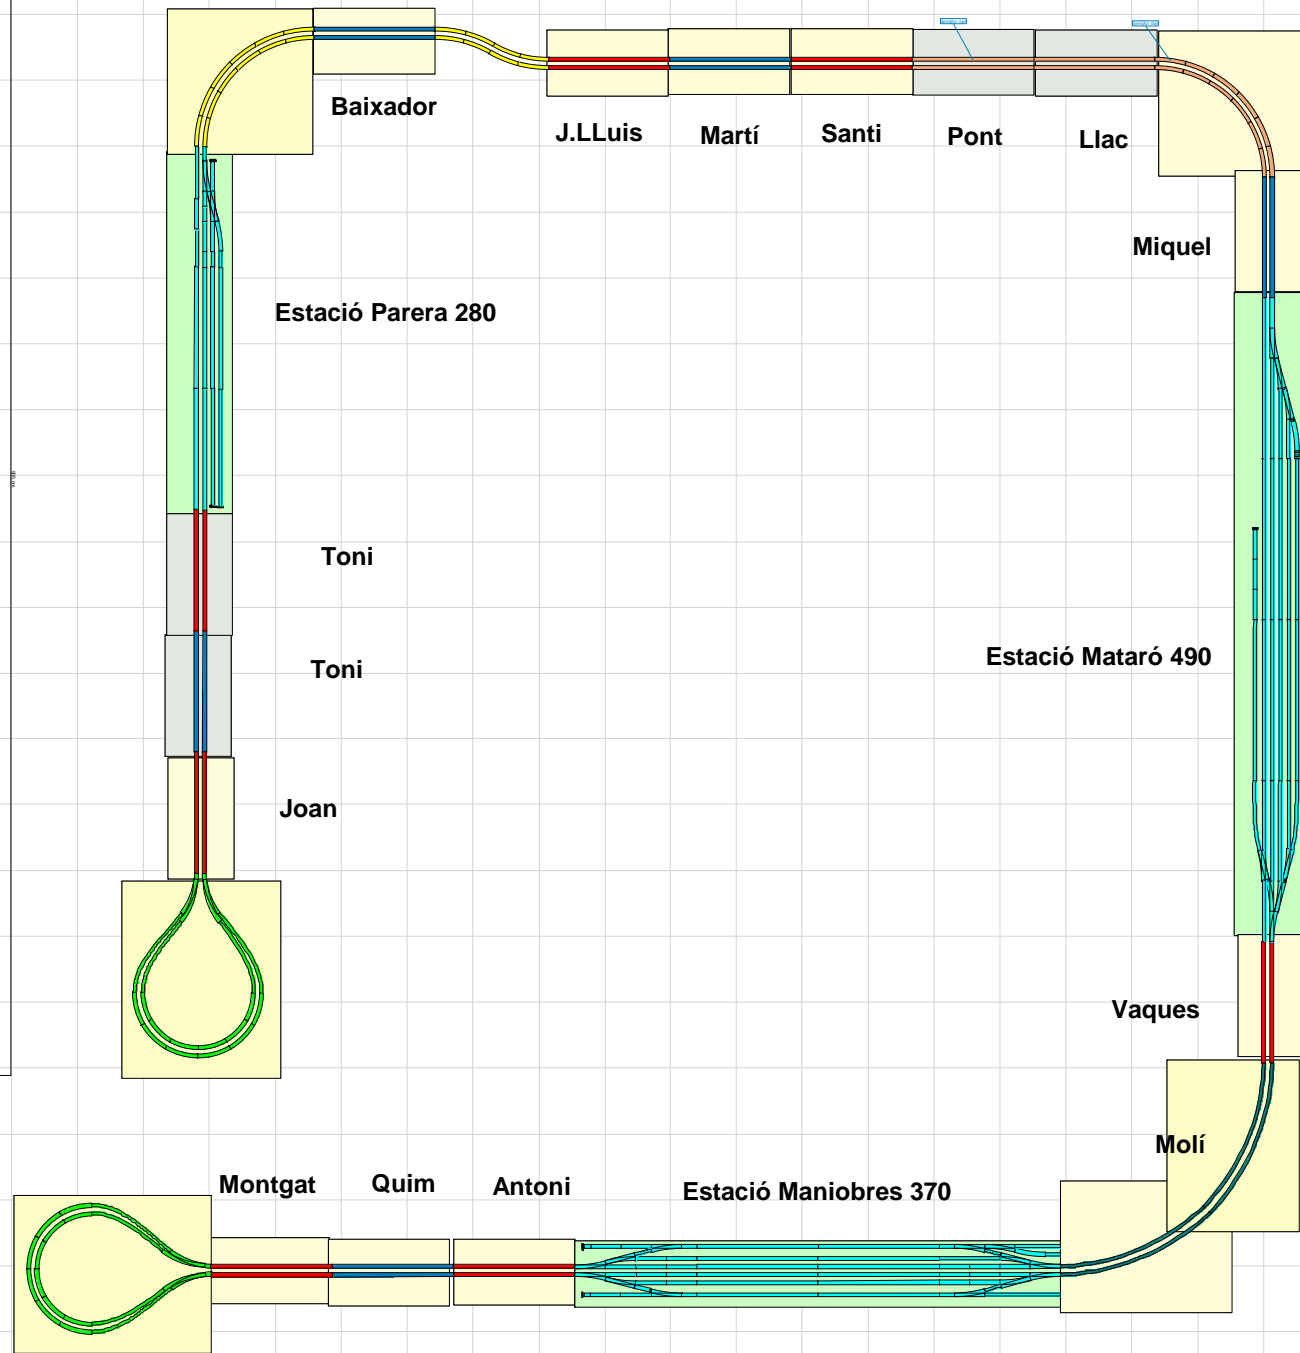 Baixador
J.LLuis
Martí
Santi
Pont
Llac
Miquel
Estació Parera 280
Toni
Estació Mataró 490
Toni
Joan
Vaques
Molí
Montgat
Quim
Antoni
Estació Maniobres 370